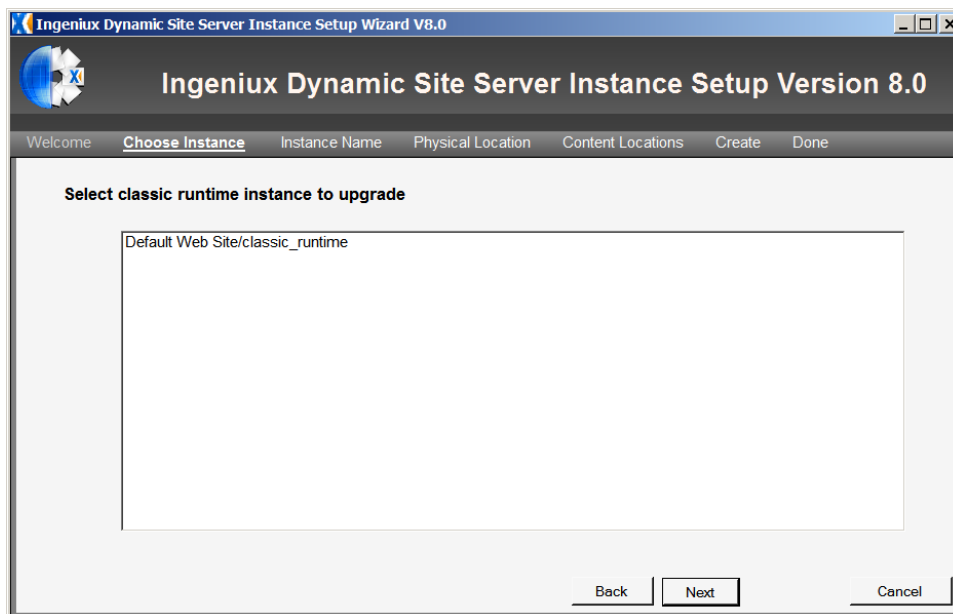 Ingeniux Dynamic Site Server Instance Setup Wizard V8.0
Ingeniux Dynamic Site Server Instance Setup Version 8.0
Welcome Choose Instance Instance Name Physical Location Content Locations Create Done
Select classic runtime instance to upgrade
Default Web Site/classic_runtime
Back Next Cancel